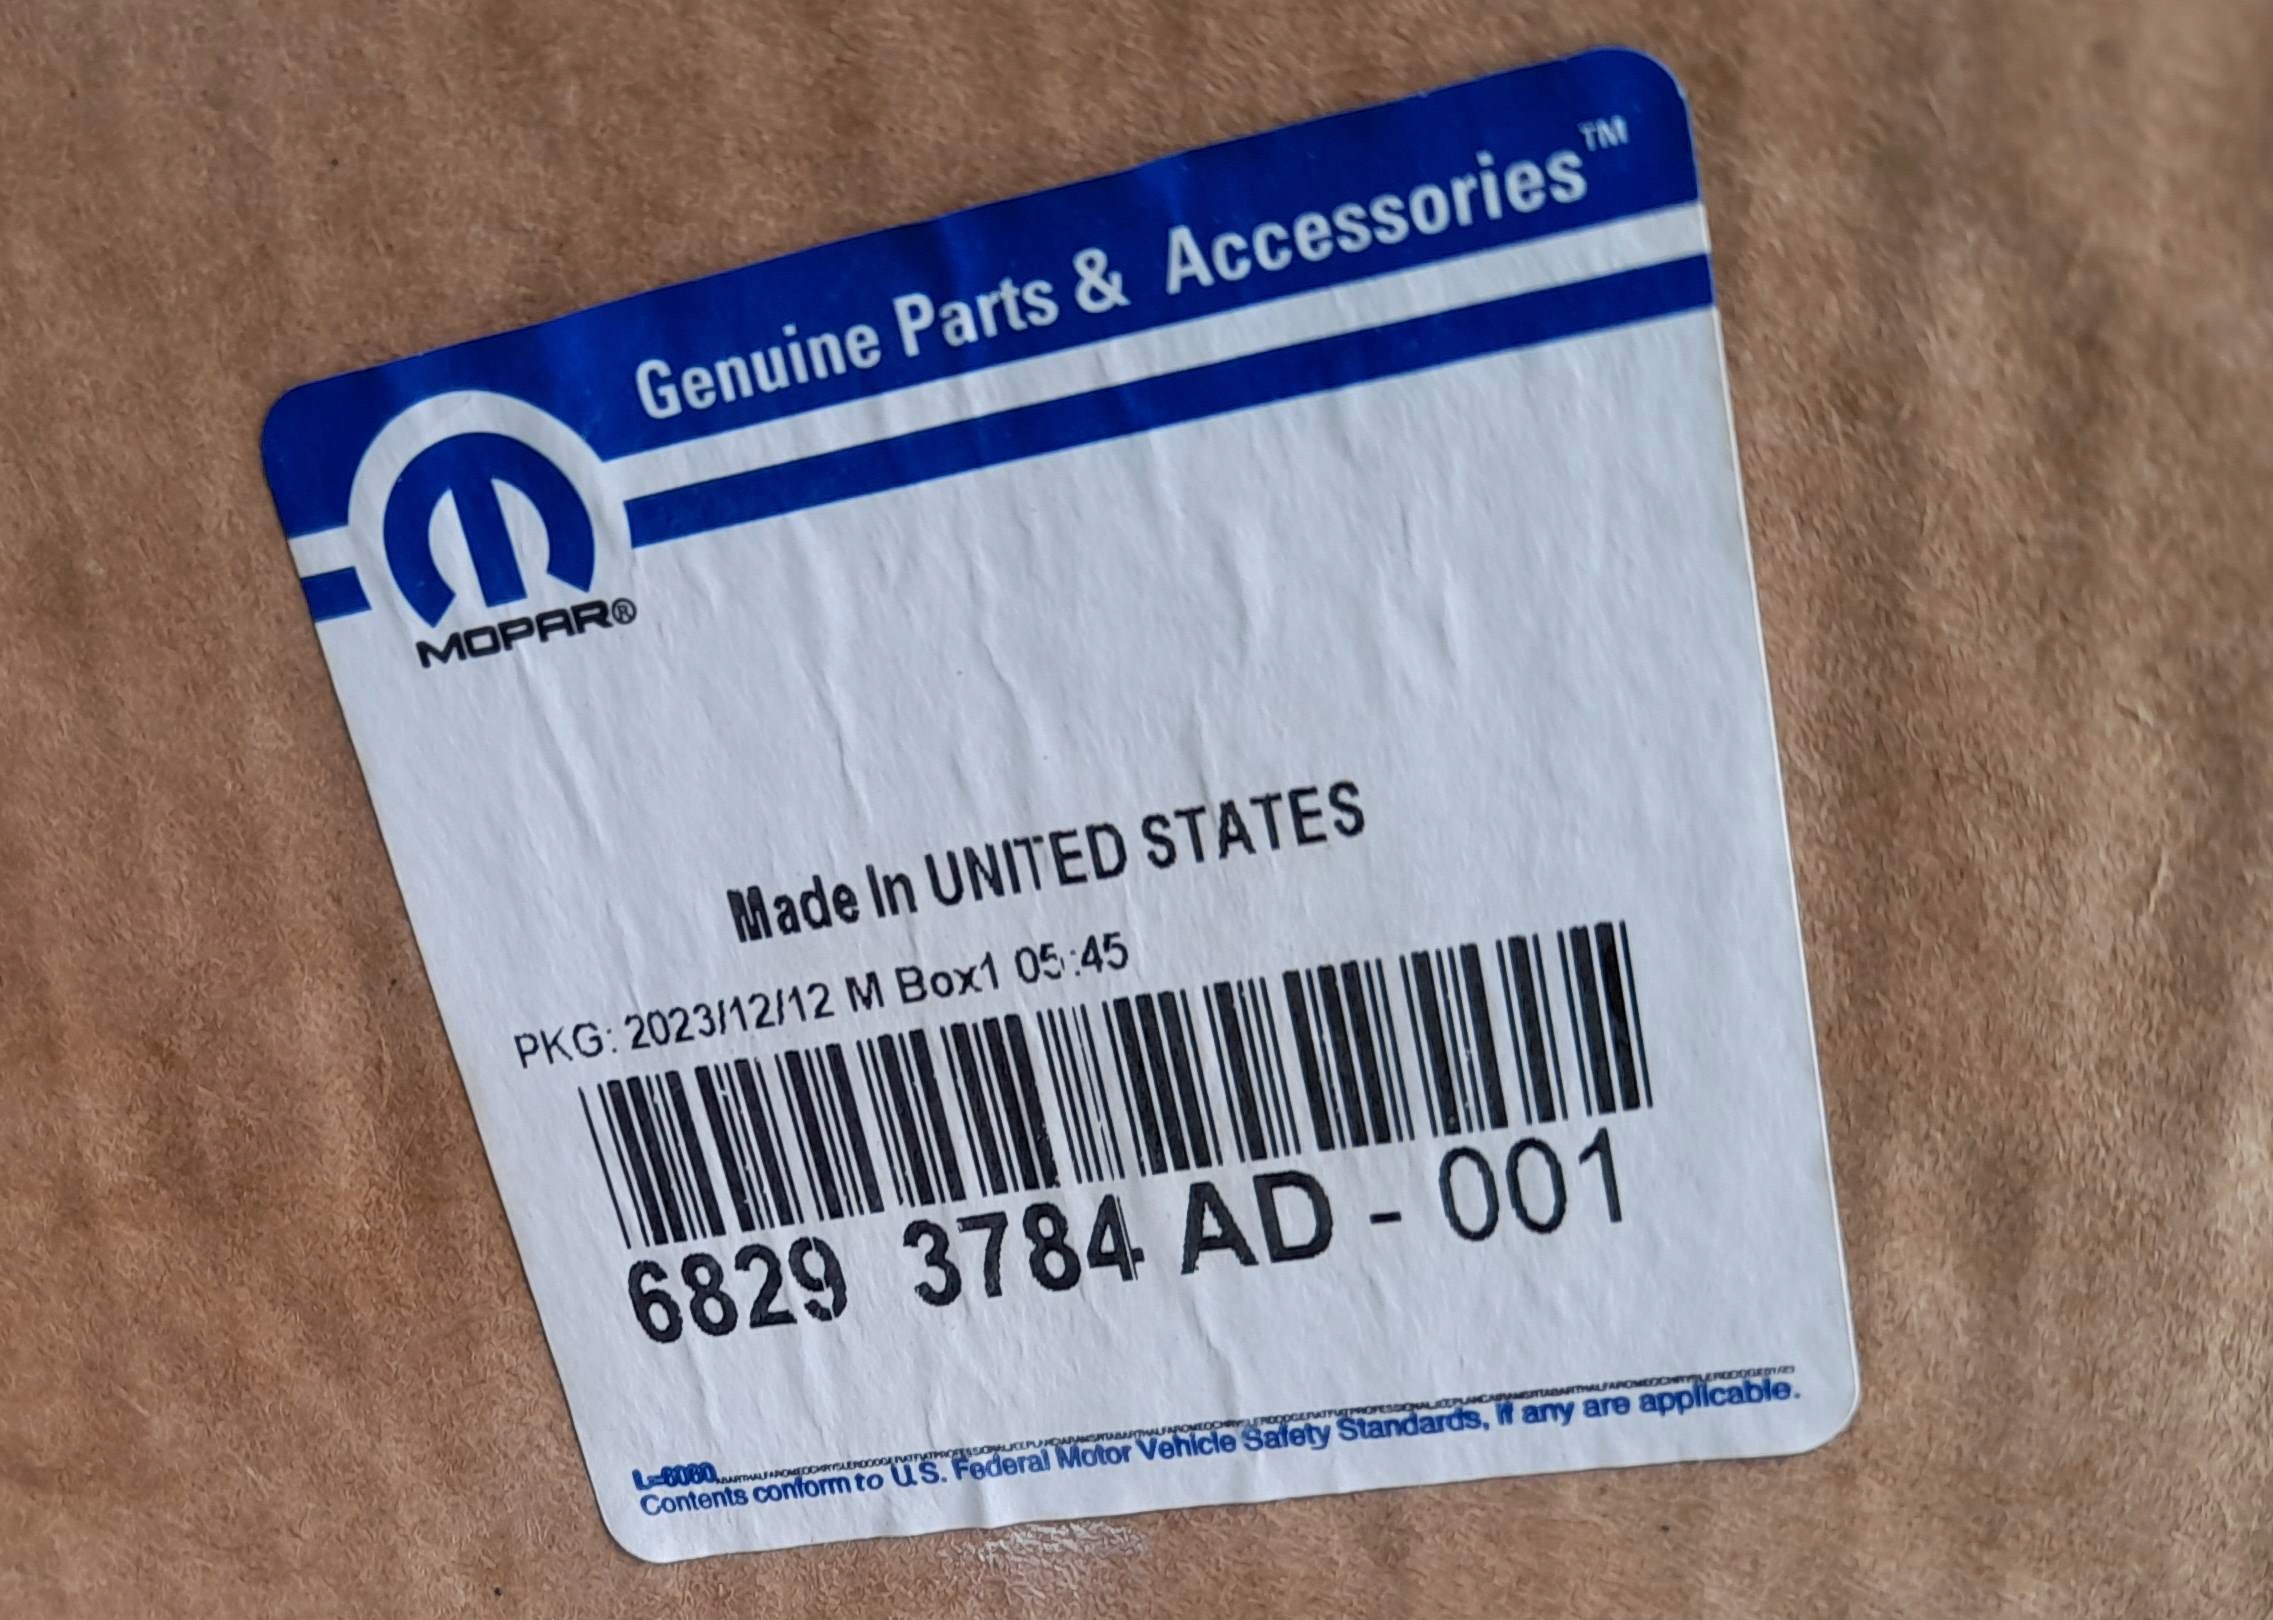 Genuine Parts & Accessories™
MOPAR®
Made In UNITED STATES
PKG: 2023/12/12 M Box1 05:45
6829 3784 AD - 001
L-6080
Contents conform to U.S. Federal Motor Vehicle Safety Standards, if any are applicable.